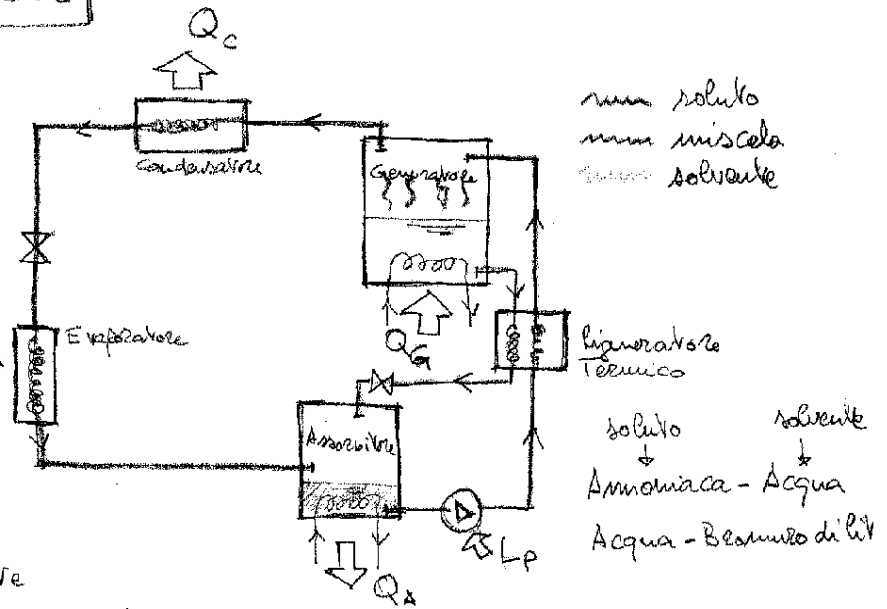 Qc
Condensatore
Generatore
soluto
miscela
solvente
Evaporatore
QG
Rigeneratore
Termico
Assorbitore
soluto solvente
Ammoniaca - Acqua
Acqua - Bromuro di lit
LP
QA